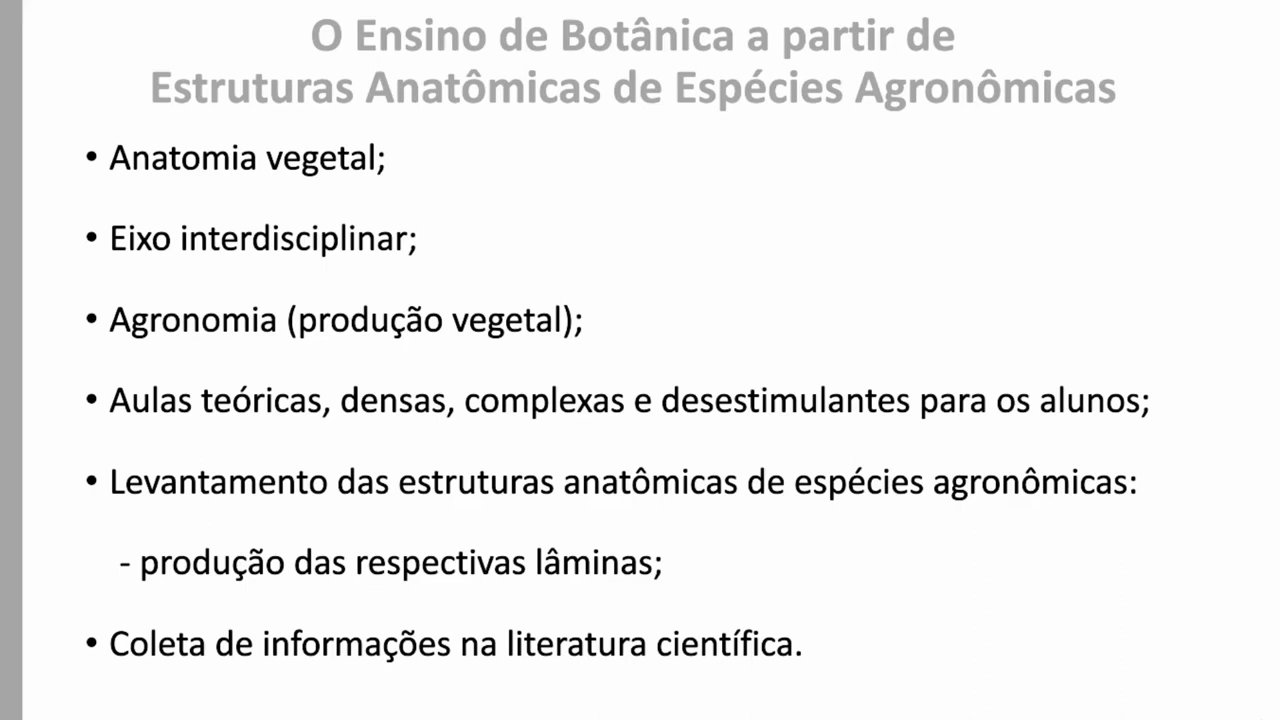 O Ensino de Botânica a partir de
Estruturas Anatômicas de Espécies Agronômicas
• Anatomia vegetal;
• Eixo interdisciplinar;
• Agronomia (produção vegetal);
• Aulas teóricas, densas, complexas e desestimulantes para os alunos;
• Levantamento das estruturas anatômicas de espécies agronômicas:
- produção das respectivas lâminas;
• Coleta de informações na literatura científica.